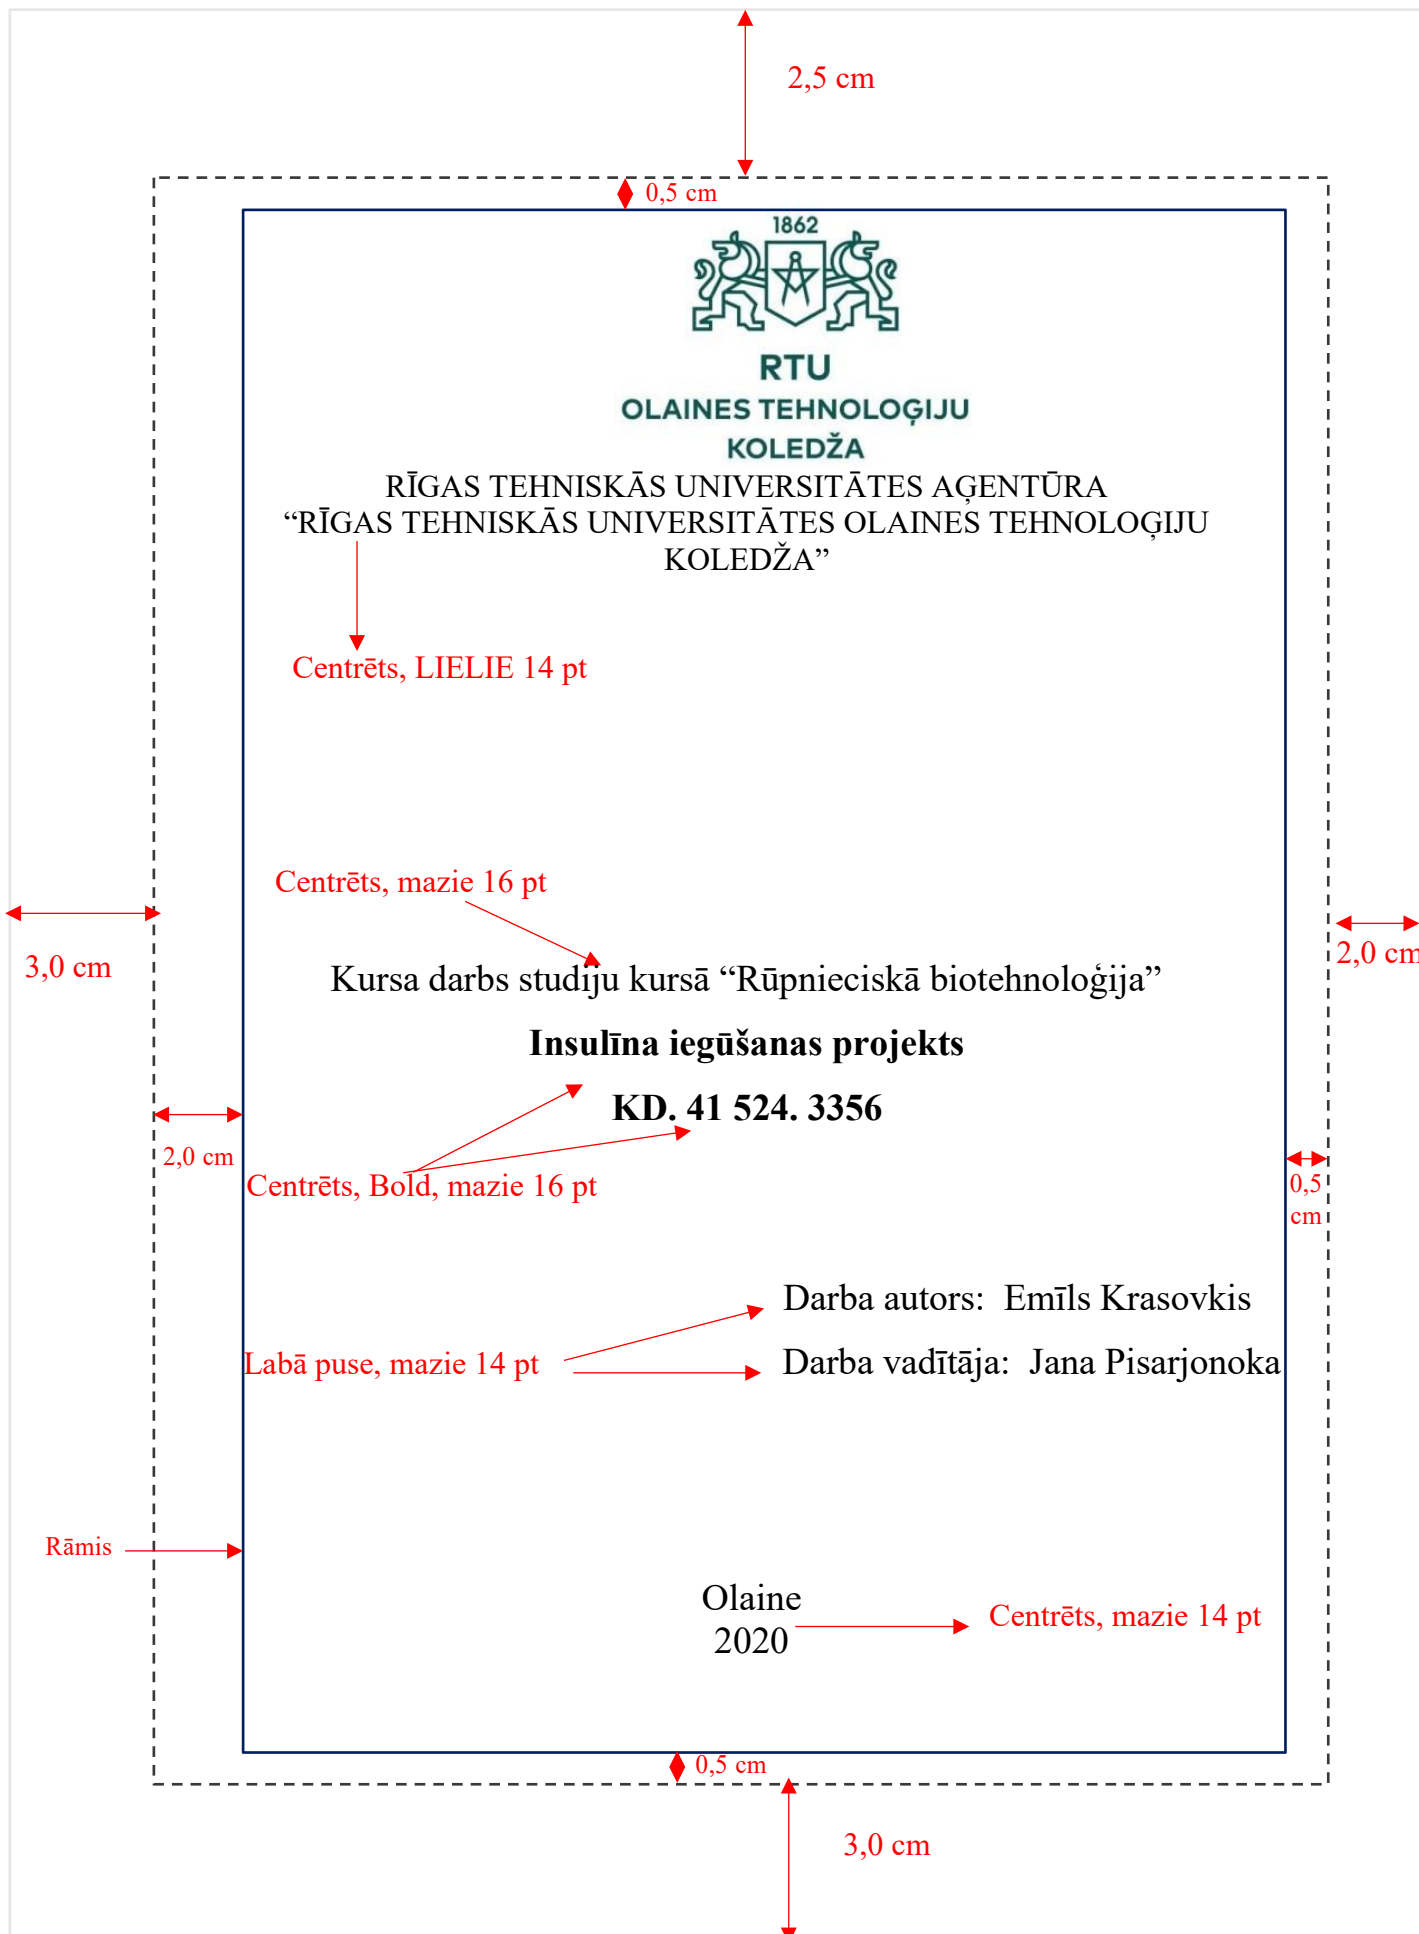 2,5 cm
0,5 cm
1862
RTU
OLAINES TEHNOLOĢIJU
KOLEDŽA
RĪGAS TEHNISKĀS UNIVERSITĀTES AĢENTŪRA
“RĪGAS TEHNISKĀS UNIVERSITĀTES OLAINES TEHNOLOĢIJU
KOLEDŽA”
Centrēts, LIELIE 14 pt
Centrēts, mazie 16 pt
3,0 cm
2,0 cm
Kursa darbs studiju kursā “Rūpnieciskā biotehnoloģija”
Insulīna iegūšanas projekts
KD. 41 524. 3356
2,0 cm
Centrēts, Bold, mazie 16 pt
0,5
cm
Darba autors: Emīls Krasovkis
Labā puse, mazie 14 pt
Darba vadītāja: Jana Pisarjonoka
Rāmis
Olaine
2020
Centrēts, mazie 14 pt
0,5 cm
3,0 cm